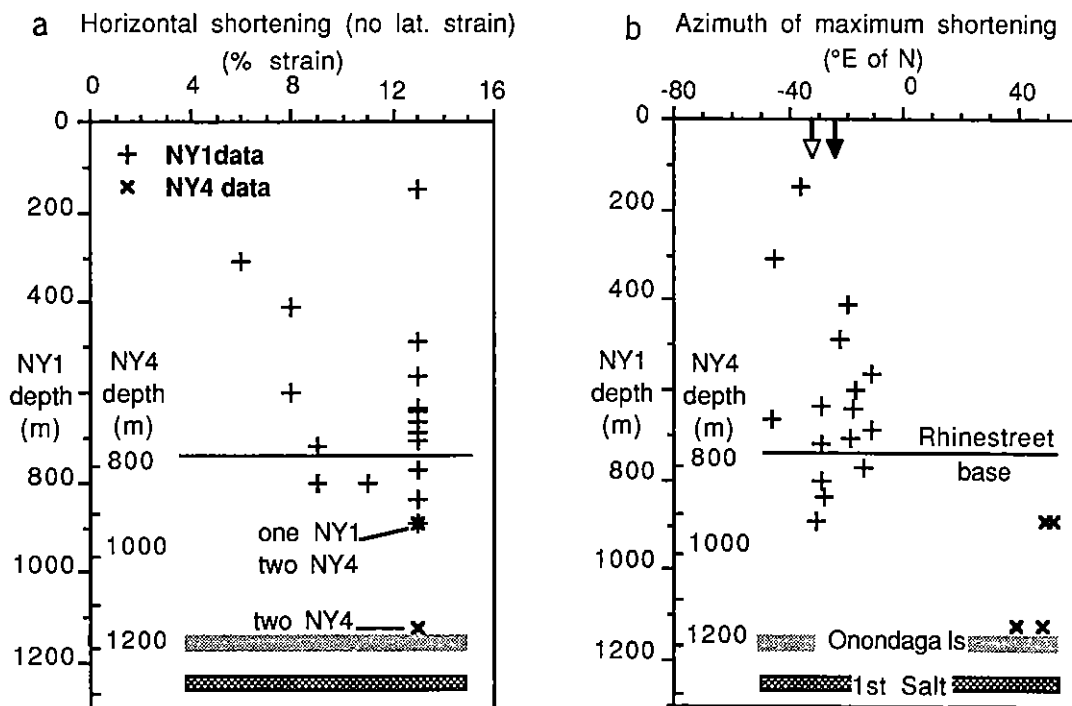 a Horizontal shortening (no lat. strain)
(% strain)
0 4 8 12 16
0
+ NY1data
× NY4 data
200
400
NY1 depth (m)
NY4 depth (m)
600
800
800
one NY1
two NY4
1000
1000
two NY4
1200
1200
b Azimuth of maximum shortening
(°E of N)
-80 -40 0 40
0
200
400
NY1 depth (m)
NY4 depth (m)
600
Rhinestreet
base
800
800
1000
1000
1200
Onondaga ls
1200
1st Salt